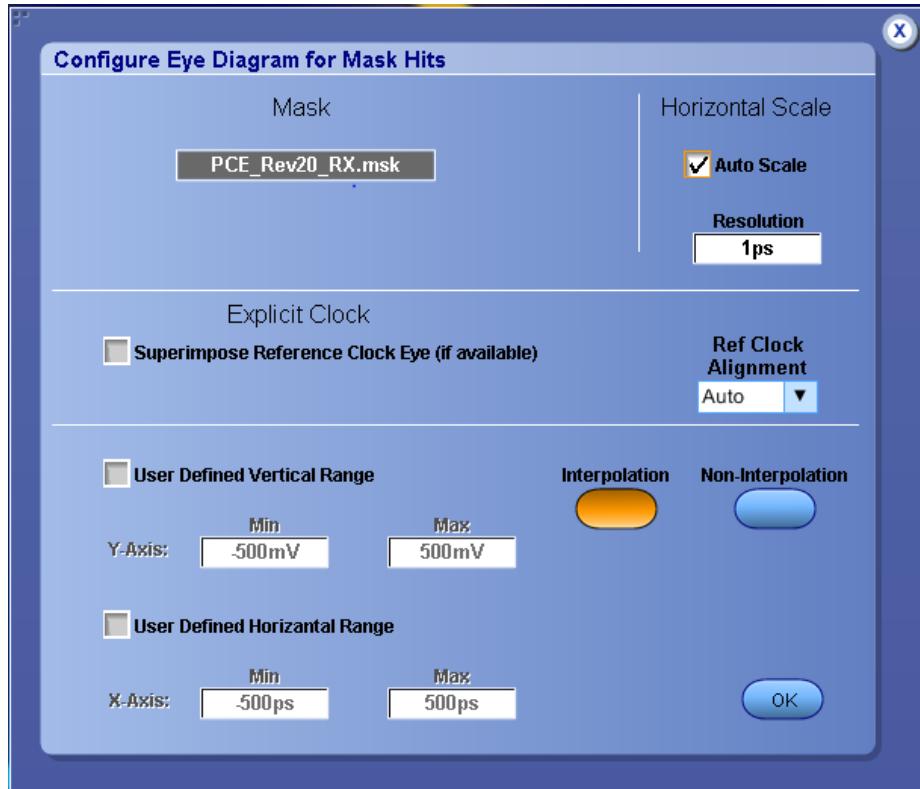 X
Configure Eye Diagram for Mask Hits
Mask
PCE_Rev20_RX.msk
Horizontal Scale
Auto Scale
Resolution
1ps
Explicit Clock
Superimpose Reference Clock Eye (if available)
Ref Clock
Alignment
Auto
User Defined Vertical Range
Interpolation
Non-Interpolation
Min
Max
Y-Axis:
-500mV
500mV
User Defined Horizantal Range
Min
Max
X-Axis:
-500ps
500ps
OK